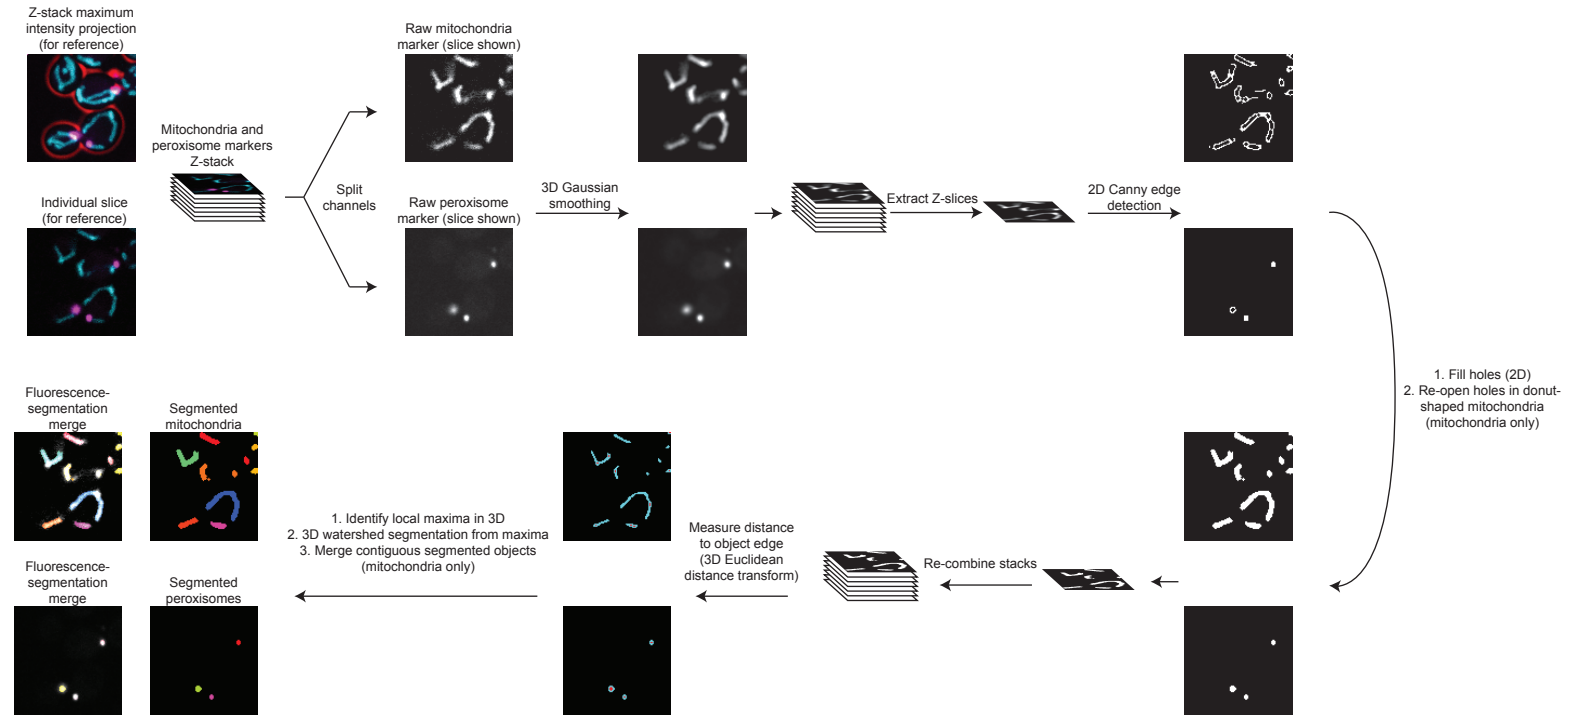 Z-stack maximum
intensity projection
(for reference)
Individual slice
(for reference)
Mitochondria and
peroxisome markers
Z-stack
Split
channels
Raw mitochondria
marker (slice shown)
Raw peroxisome
marker (slice shown)
3D Gaussian
smoothing
Extract Z-slices
2D Canny edge
detection
1. Fill holes (2D)
2. Re-open holes in donut-
shaped mitochondria
(mitochondria only)
Re-combine stacks
Measure distance
to object edge
(3D Euclidean
distance transform)
1. Identify local maxima in 3D
2. 3D watershed segmentation from maxima
3. Merge contiguous segmented objects
(mitochondria only)
Fluorescence-
segmentation
merge
Segmented
mitochondria
Fluorescence-
segmentation
merge
Segmented
peroxisomes